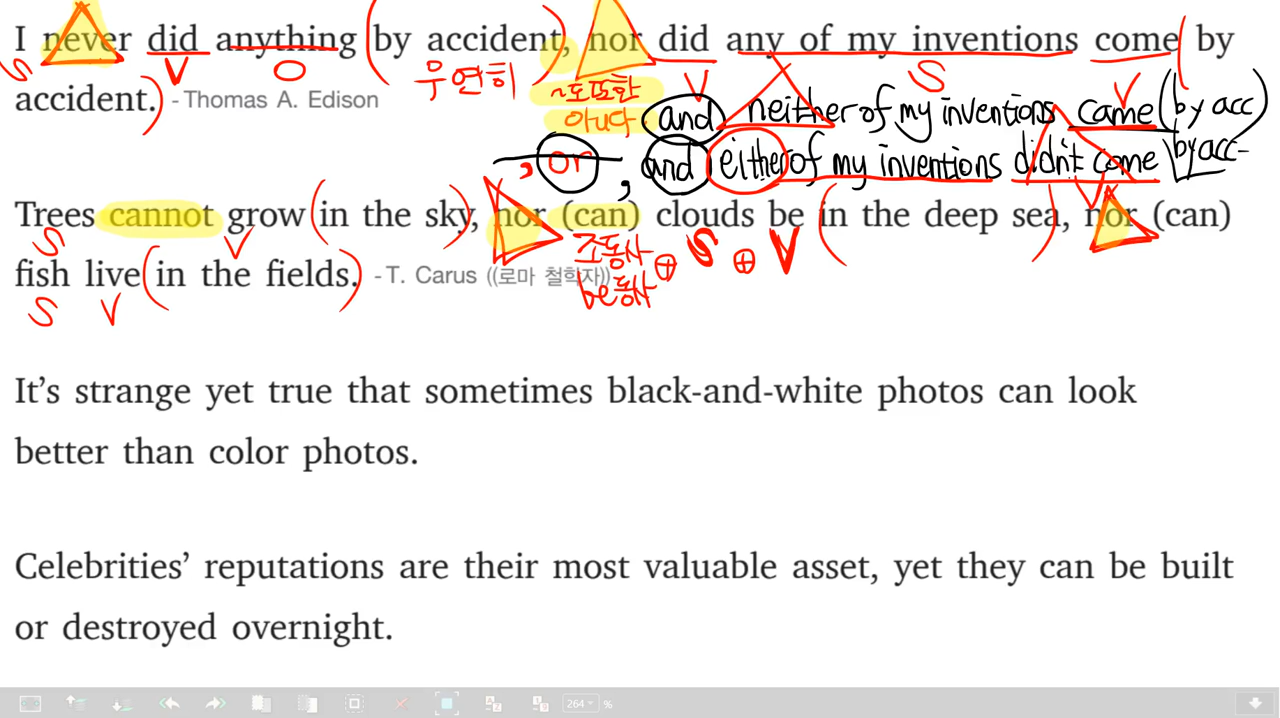 I never did anything (by accident), nor did any of my inventions come (by
S V O 우연히 V S V
accident.) - Thomas A. Edison
~도또한
아니다
and neither of my inventions came (by acc)
, or , and either of my inventions didn't come by acc-
Trees cannot grow (in the sky), nor (can) clouds be (in the deep sea), nor (can)
S V 조동사 ⊕ S ⊕ V
be동사
fish live (in the fields.) - T. Carus ((로마 철학자))
S V
It's strange yet true that sometimes black-and-white photos can look
better than color photos.
Celebrities' reputations are their most valuable asset, yet they can be built
or destroyed overnight.
264 %